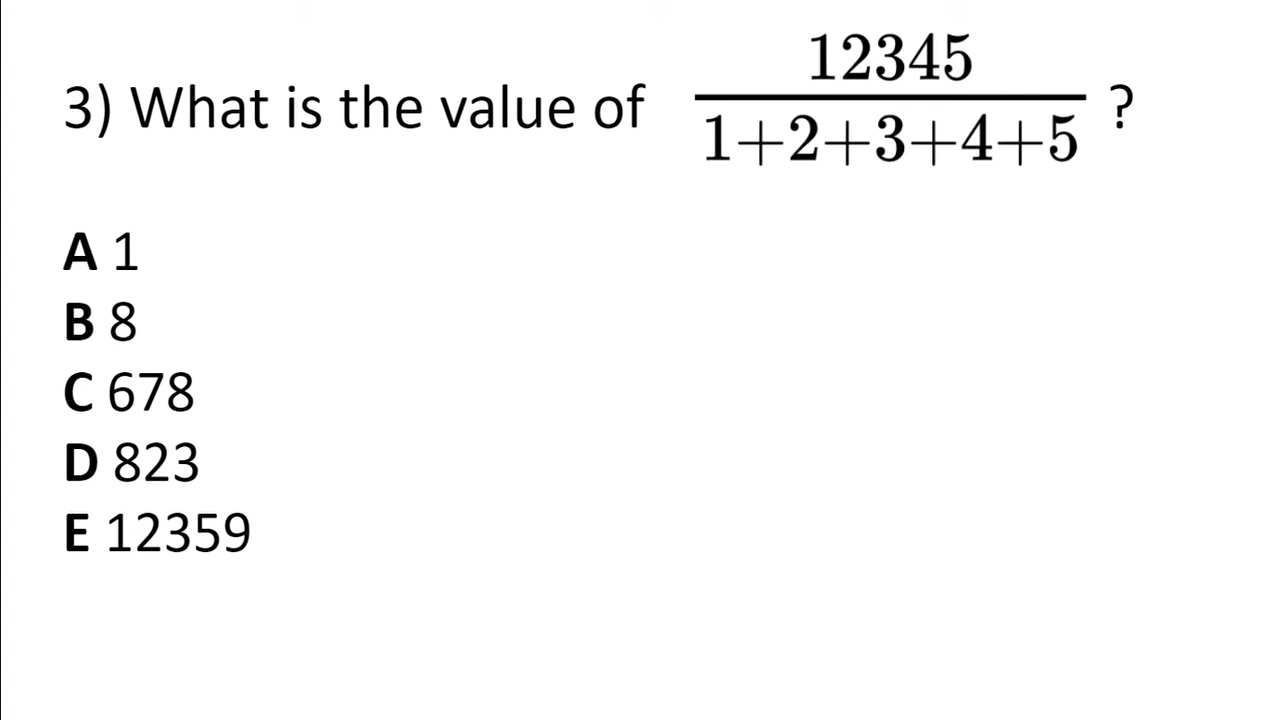 3) What is the value of 12345/1+2+3+4+5 ?
A 1
B 8
C 678
D 823
E 12359